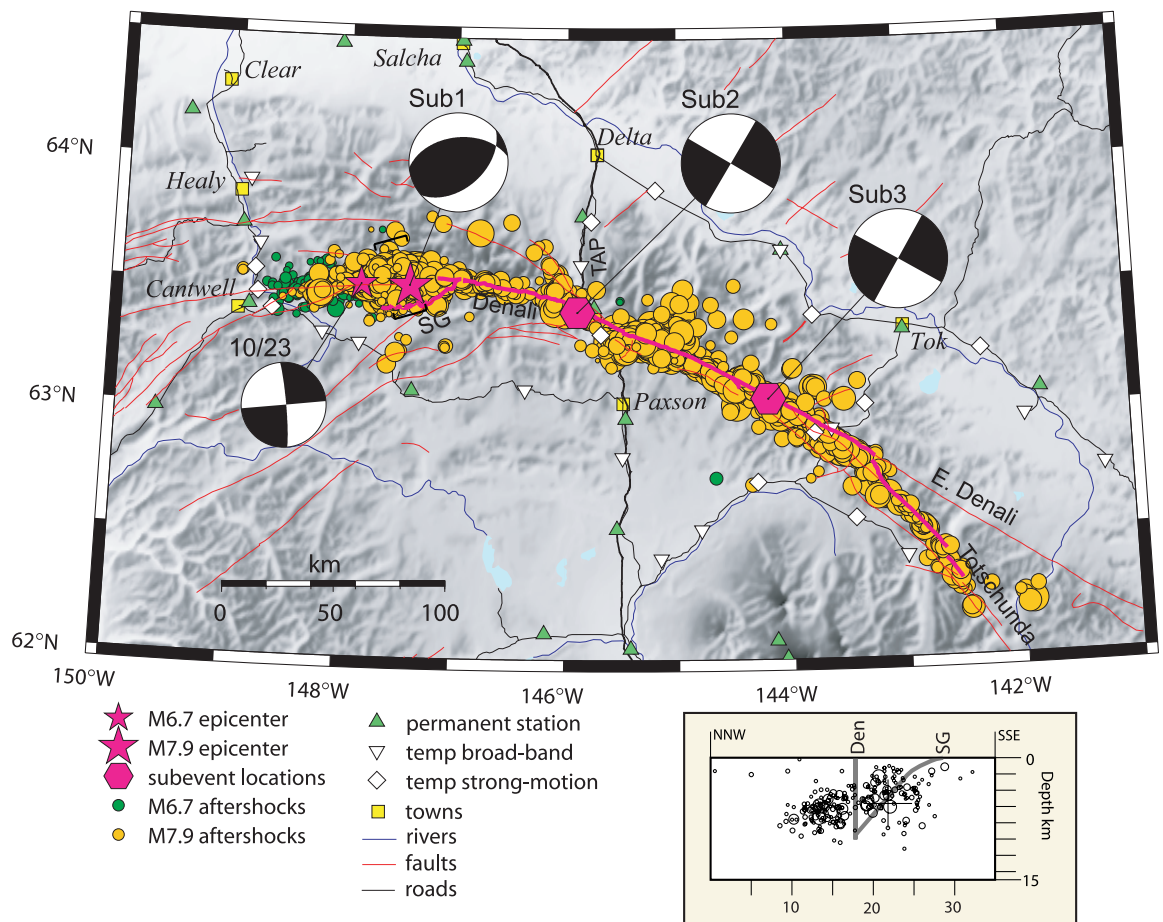 Salcha
Clear
Sub1
Sub2
64°N
Delta
Healy
Sub3
TAP
Cantwell
SG
Denali
10/23
Tok
63°N
Paxson
E. Denali
km
0 50 100
Totschunda
62°N
150°W
148°W
146°W
144°W
142°W
M6.7 epicenter
M7.9 epicenter
subevent locations
M6.7 aftershocks
M7.9 aftershocks
permanent station
temp broad-band
temp strong-motion
towns
rivers
faults
roads
NNW
Den
SG
SSE
0
Depth km
15
10 20 30